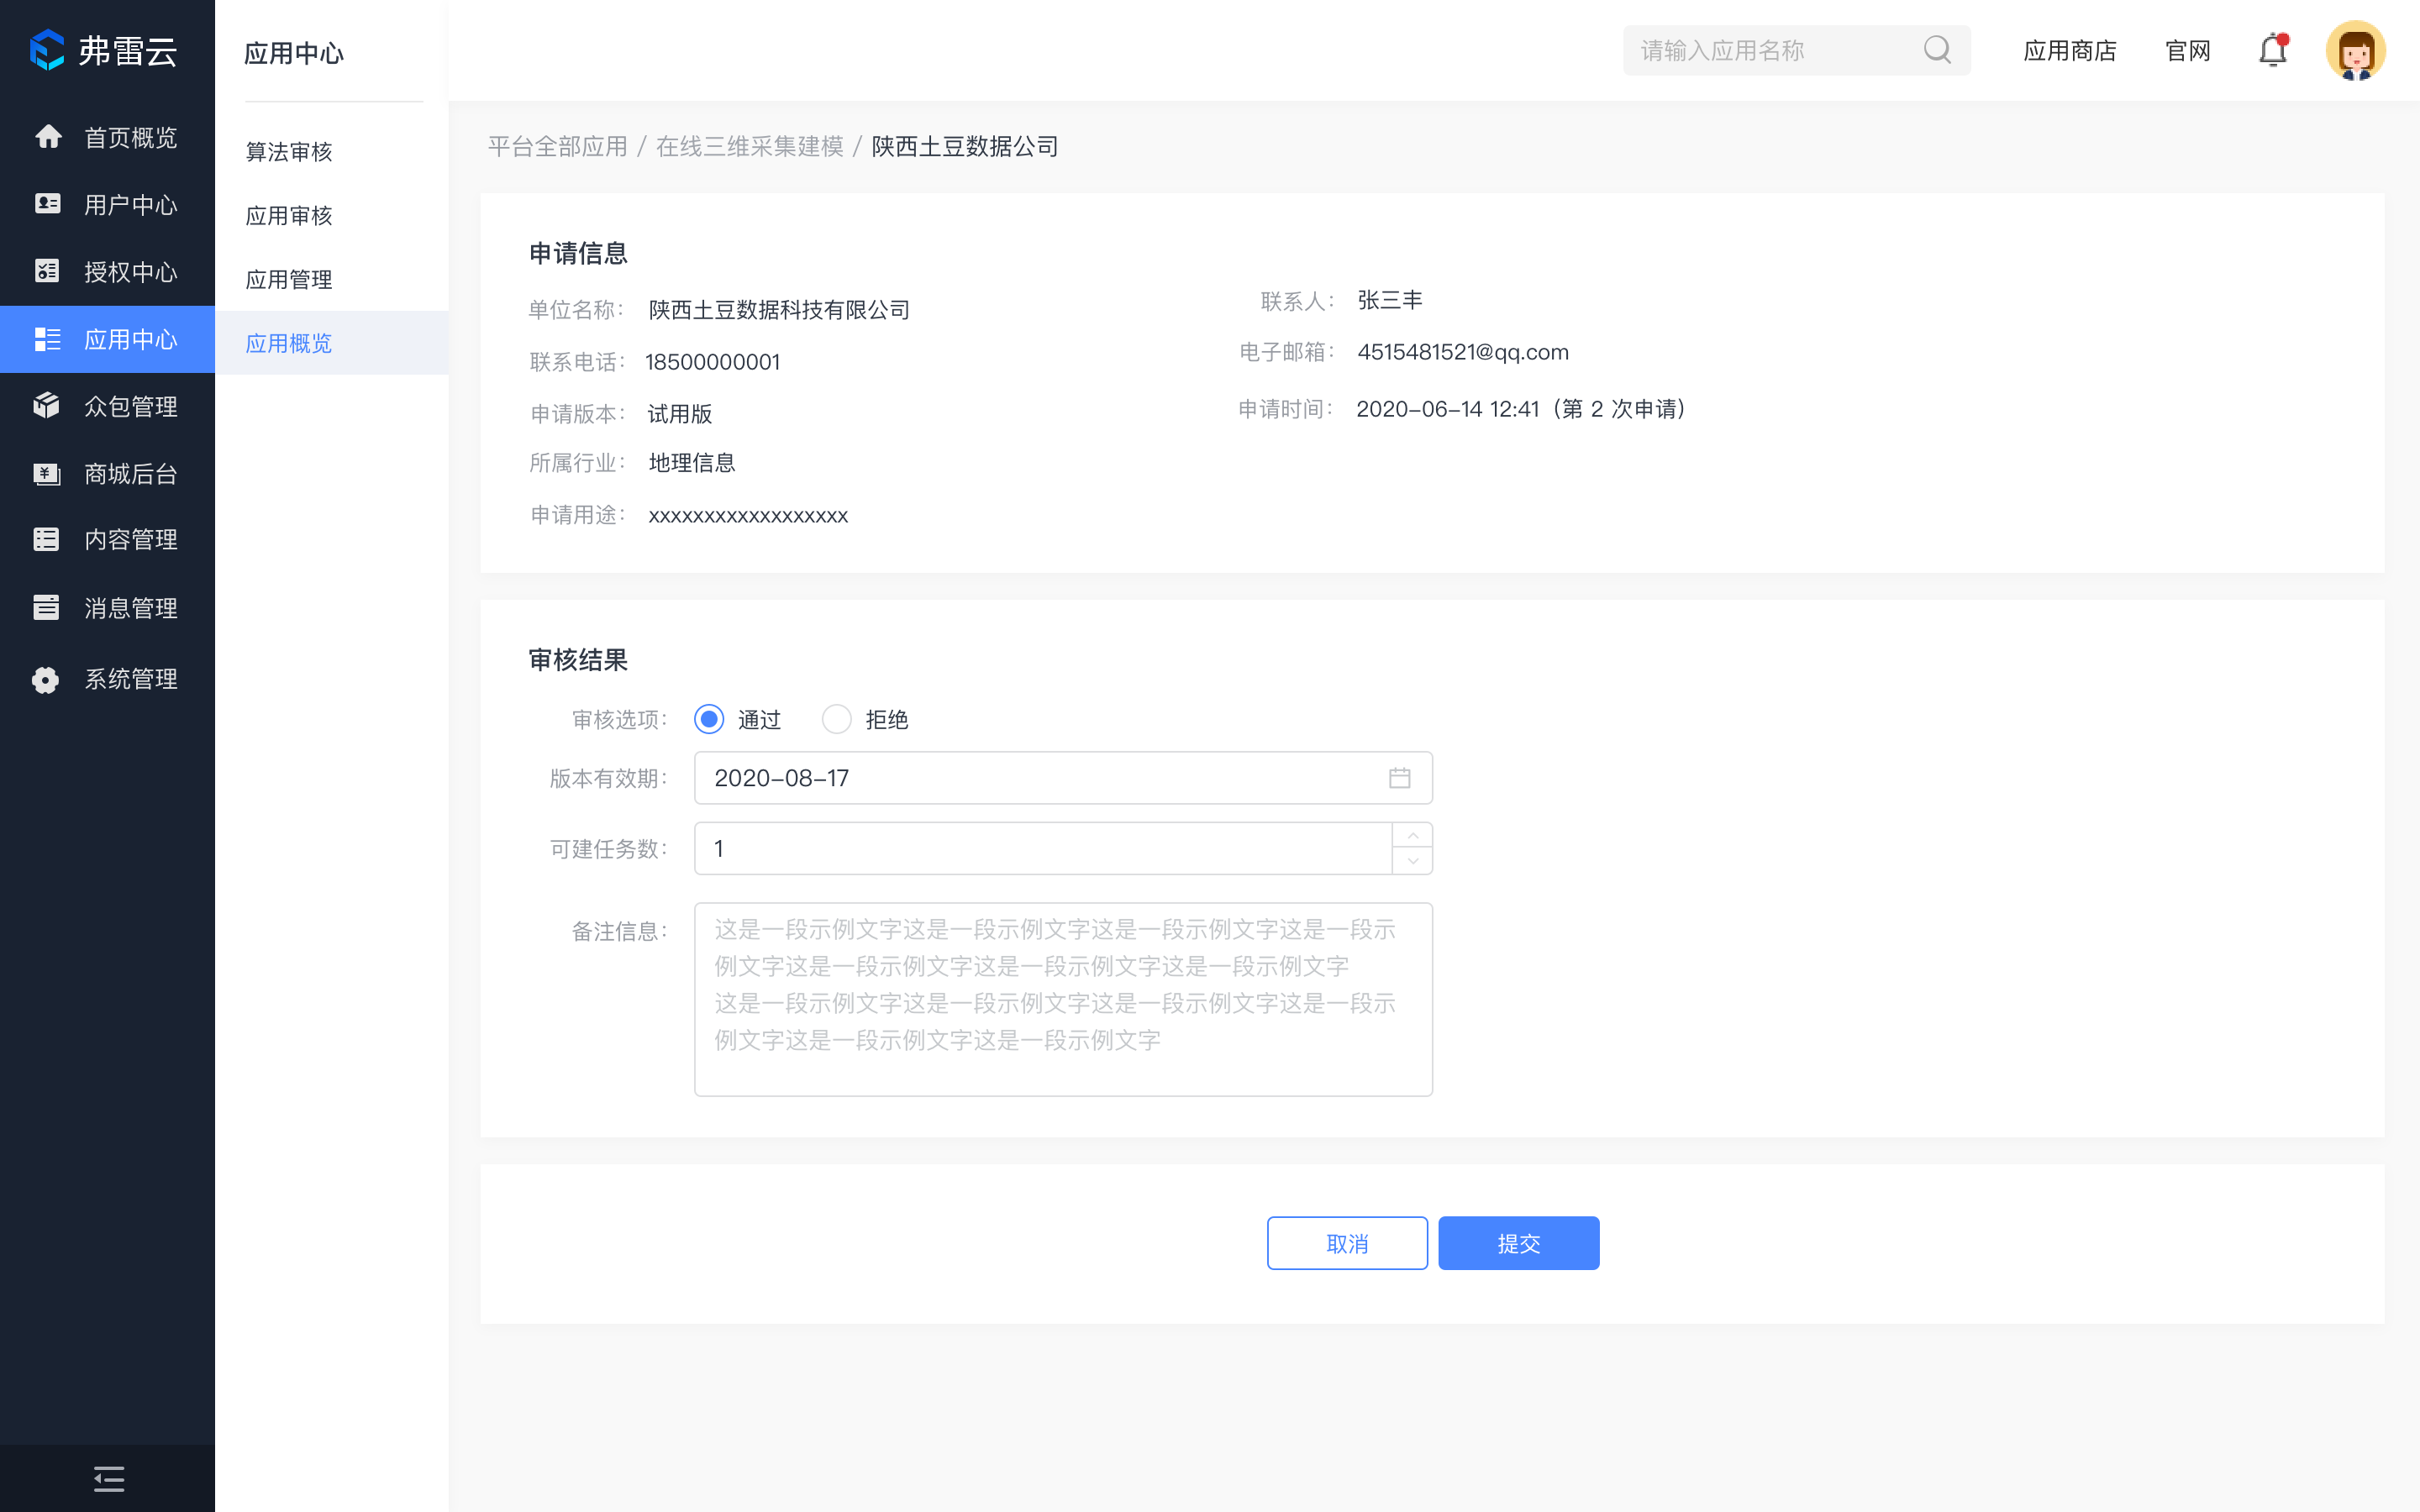 弗雷云
首页概览
用户中心
授权中心
应用中心
众包管理
商城后台
内容管理
消息管理
系统管理
应用中心
算法审核
应用审核
应用管理
应用概览
请输入应用名称
应用商店
官网
平台全部应用 / 在线三维采集建模 / 陕西土豆数据公司
申请信息
单位名称： 陕西土豆数据科技有限公司
联系人： 张三丰
联系电话： 18500000001
电子邮箱： 4515481521@qq.com
申请版本： 试用版
申请时间： 2020-06-14 12:41（第 2 次申请）
所属行业： 地理信息
申请用途： xxxxxxxxxxxxxxxxxx
审核结果
审核选项： 通过 拒绝
版本有效期： 2020-08-17
可建任务数： 1
备注信息： 这是一段示例文字这是一段示例文字这是一段示例文字这是一段示
例文字这是一段示例文字这是一段示例文字这是一段示例文字
这是一段示例文字这是一段示例文字这是一段示例文字这是一段示
例文字这是一段示例文字这是一段示例文字
取消 提交